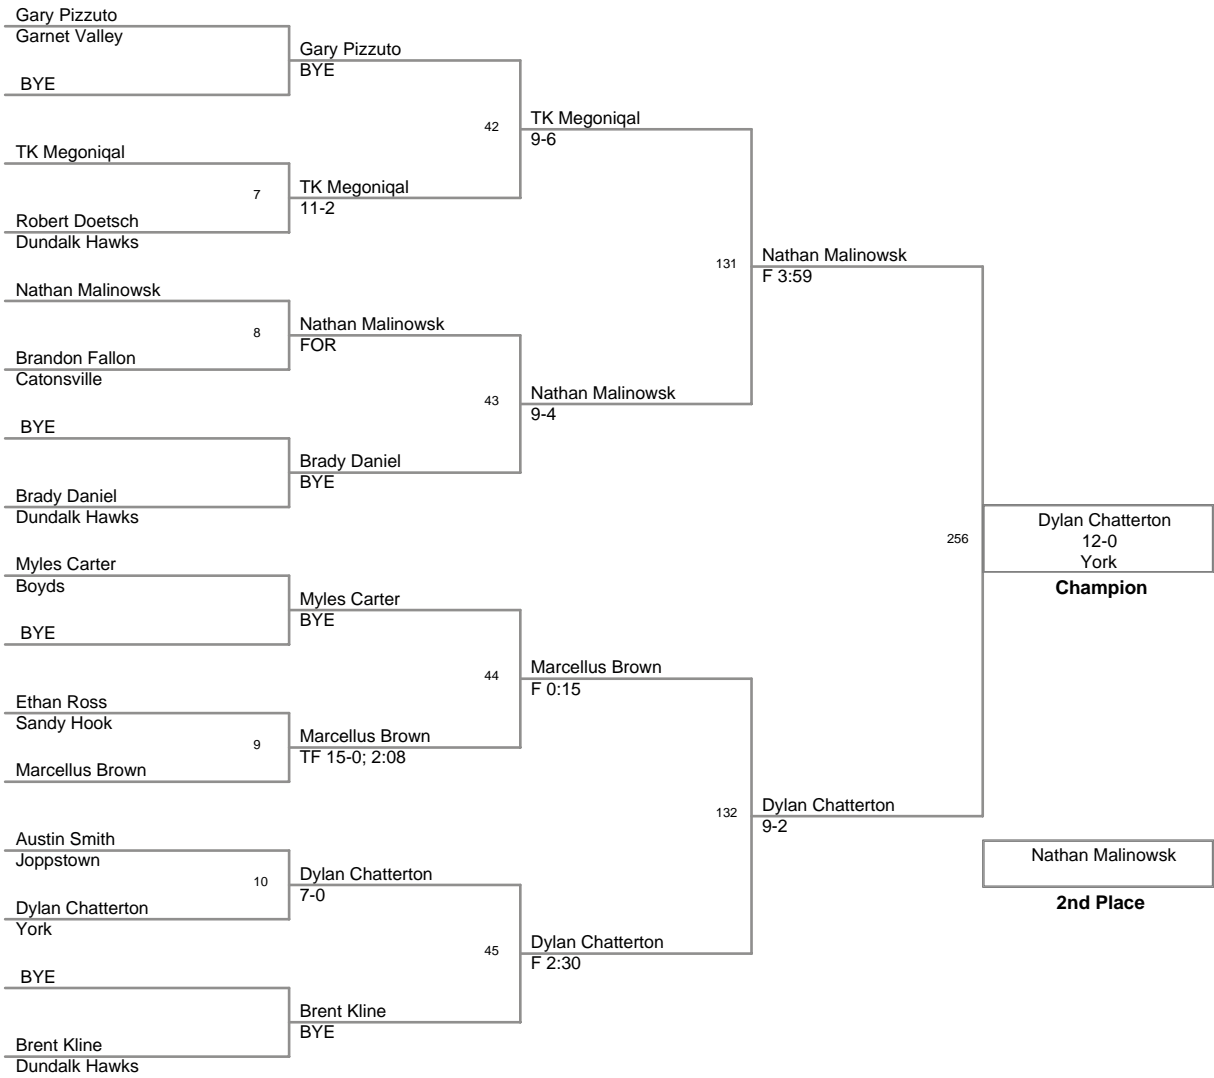 Gary Pizzuto
Garnet Valley
Gary Pizzuto
BYE
BYE
42
TK Megoniqal
9-6
TK Megoniqal
7
TK Megoniqal
11-2
Robert Doetsch
Dundalk Hawks
131
Nathan Malinowsk
F 3:59
Nathan Malinowsk
8
Nathan Malinowsk
FOR
Brandon Fallon
Catonsville
43
Nathan Malinowsk
9-4
BYE
Brady Daniel
BYE
Brady Daniel
Dundalk Hawks
256
Dylan Chatterton
12-0
York
Champion
Myles Carter
Boyds
Myles Carter
BYE
BYE
44
Marcellus Brown
F 0:15
Ethan Ross
Sandy Hook
9
Marcellus Brown
TF 15-0; 2:08
Marcellus Brown
132
Dylan Chatterton
9-2
Austin Smith
Joppstown
10
Dylan Chatterton
7-0
Dylan Chatterton
York
45
Dylan Chatterton
F 2:30
BYE
Brent Kline
BYE
Brent Kline
Dundalk Hawks
Nathan Malinowsk
2nd Place